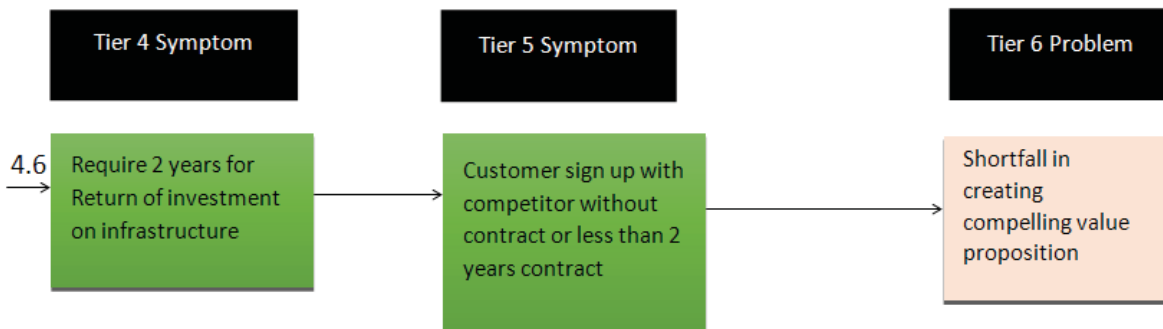 Tier 4 Symptom
Tier 5 Symptom
Tier 6 Problem
4.6
Require 2 years for
Return of investment
on infrastructure
Customer sign up with
competitor without
contract or less than 2
years contract
Shortfall in
creating
compelling value
proposition